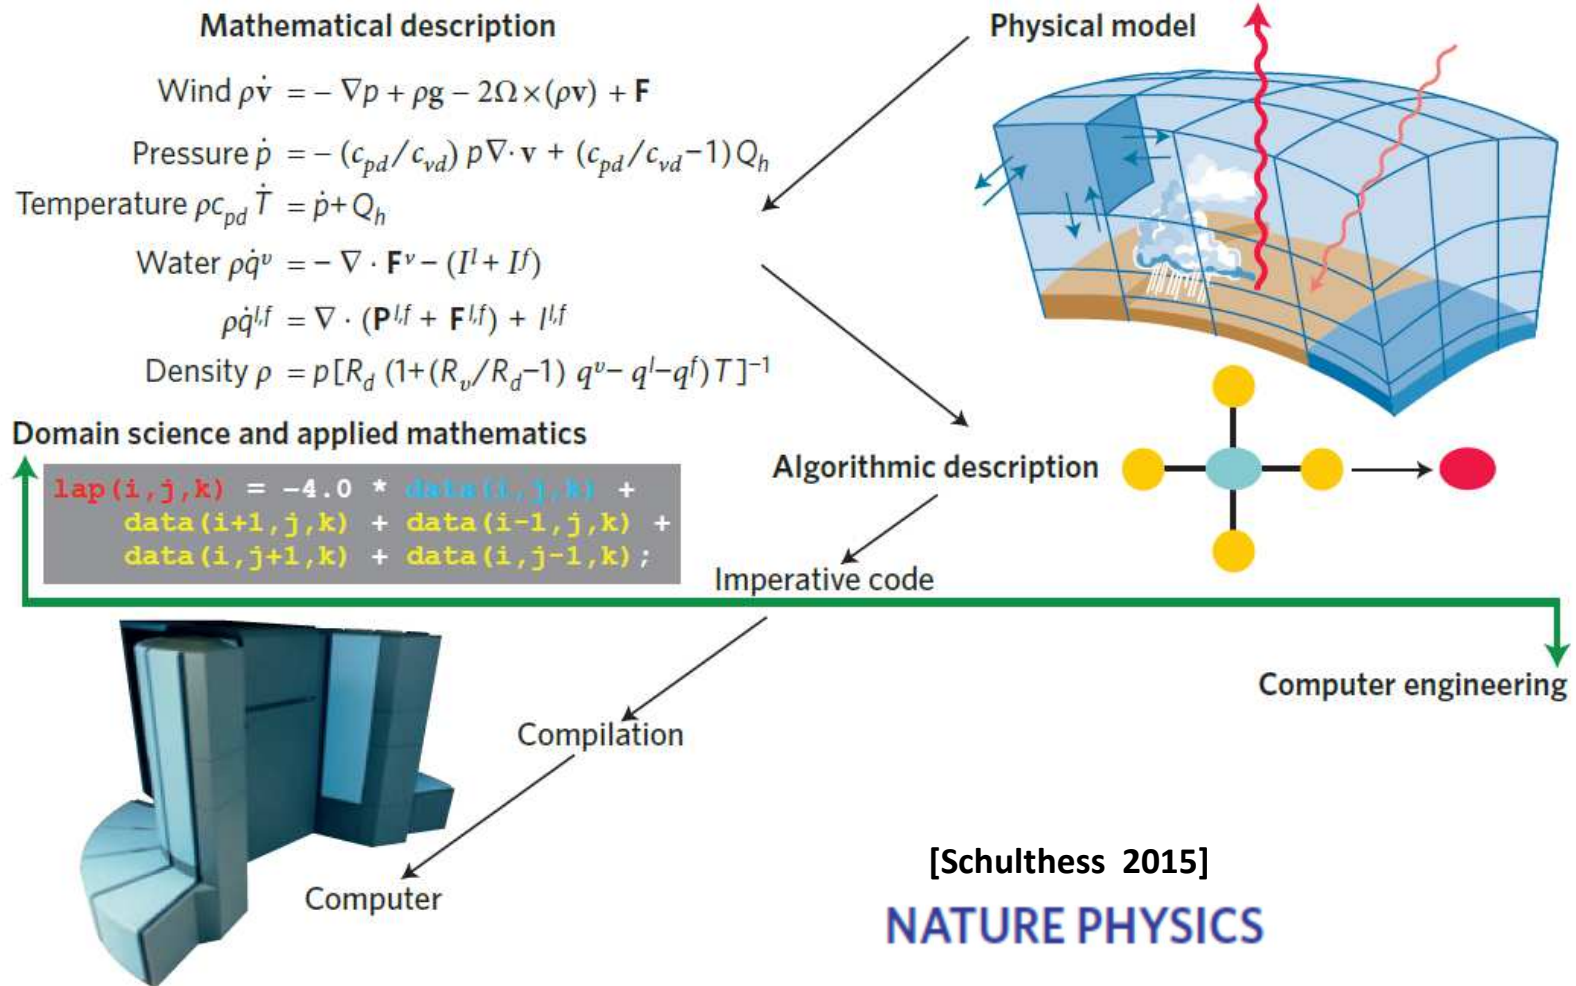 Mathematical description
Physical model
Wind ρv̇ = − ∇p + ρg − 2Ω×(ρv) + F
Pressure ṗ = − (c_pd/c_vd) p∇· v + (c_pd/c_vd−1)Q_h
Temperature ρc_pd Ṫ = ṗ+ Q_h
Water ρq̇^v = − ∇ · F^v − (I^l + I^f)
ρq̇^l,f = ∇ · (P^l,f + F^l,f) + I^l,f
Density ρ = p[R_d (1+(R_v/R_d−1) q^v− q^l−q^f)T]^−1
Domain science and applied mathematics
Algorithmic description
lap(i,j,k) = -4.0 * data(i,j,k) +
data(i+1,j,k) + data(i-1,j,k) +
data(i,j+1,k) + data(i,j-1,k);
Imperative code
Computer engineering
Compilation
Computer
[Schulthess 2015]
NATURE PHYSICS